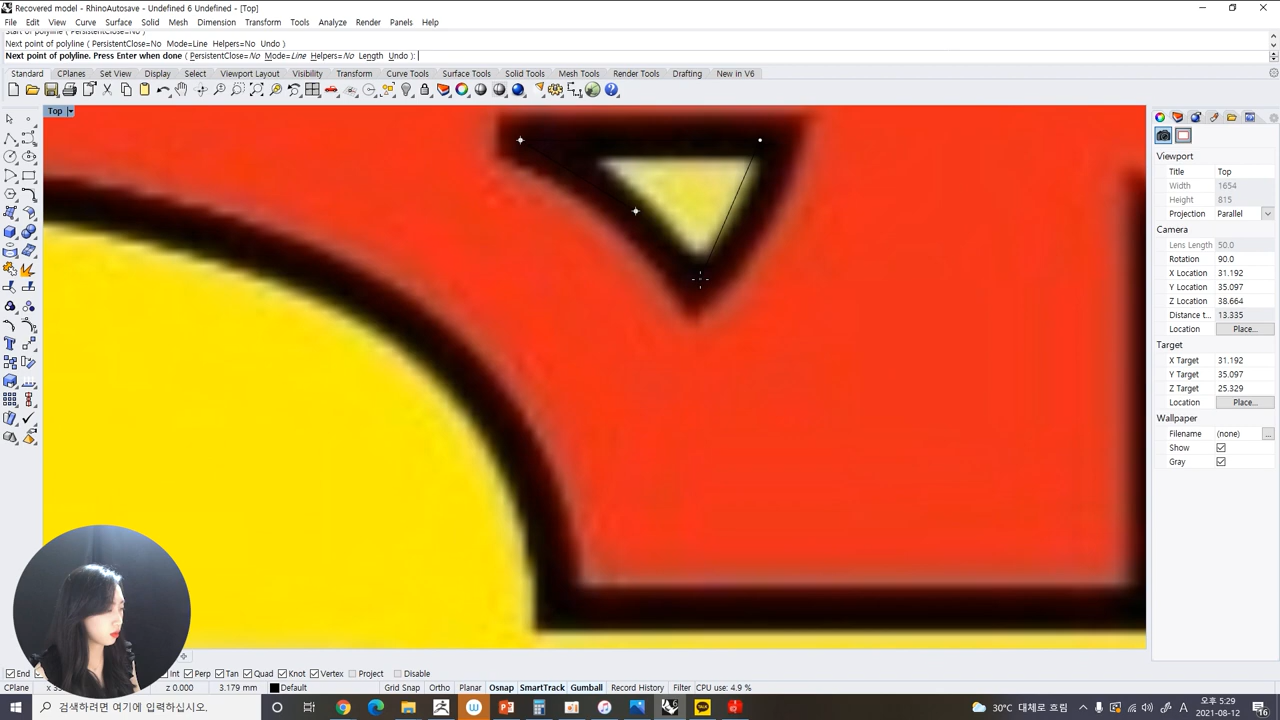 Recovered model - RhinoAutosave - Undefined 6 Undefined - [Top]
File Edit View Curve Surface Solid Mesh Dimension Transform Tools Analyze Render Panels Help
Start of polyline ( PersistentClose=No )
Next point of polyline ( PersistentClose=No Mode=Line Helpers=No Undo )
Next point of polyline. Press Enter when done ( PersistentClose=No Mode=Line Helpers=No Length Undo ):
Standard CPlanes Set View Display Select Viewport Layout Visibility Transform Curve Tools Surface Tools Solid Tools Mesh Tools Render Tools Drafting New in V6
Top
Viewport
Title Top
Width 1654
Height 815
Projection Parallel
Camera
Lens Length 50.0
Rotation 90.0
X Location 31.192
Y Location 35.097
Z Location 38.664
Distance t... 13.335
Location Place...
Target
X Target 31.192
Y Target 35.097
Z Target 25.329
Location Place...
Wallpaper
Filename (none) ...
Show
Gray
End Int Perp Tan Quad Knot Vertex Project Disable
CPlane z 0.000 3.179 mm Default Grid Snap Ortho Planar Osnap SmartTrack Gumball Record History Filter CPU use: 4.9 %
검색하려면 여기에 입력하십시오.
30°C 대체로 흐림
A
오후 5:29
2021-08-12
16